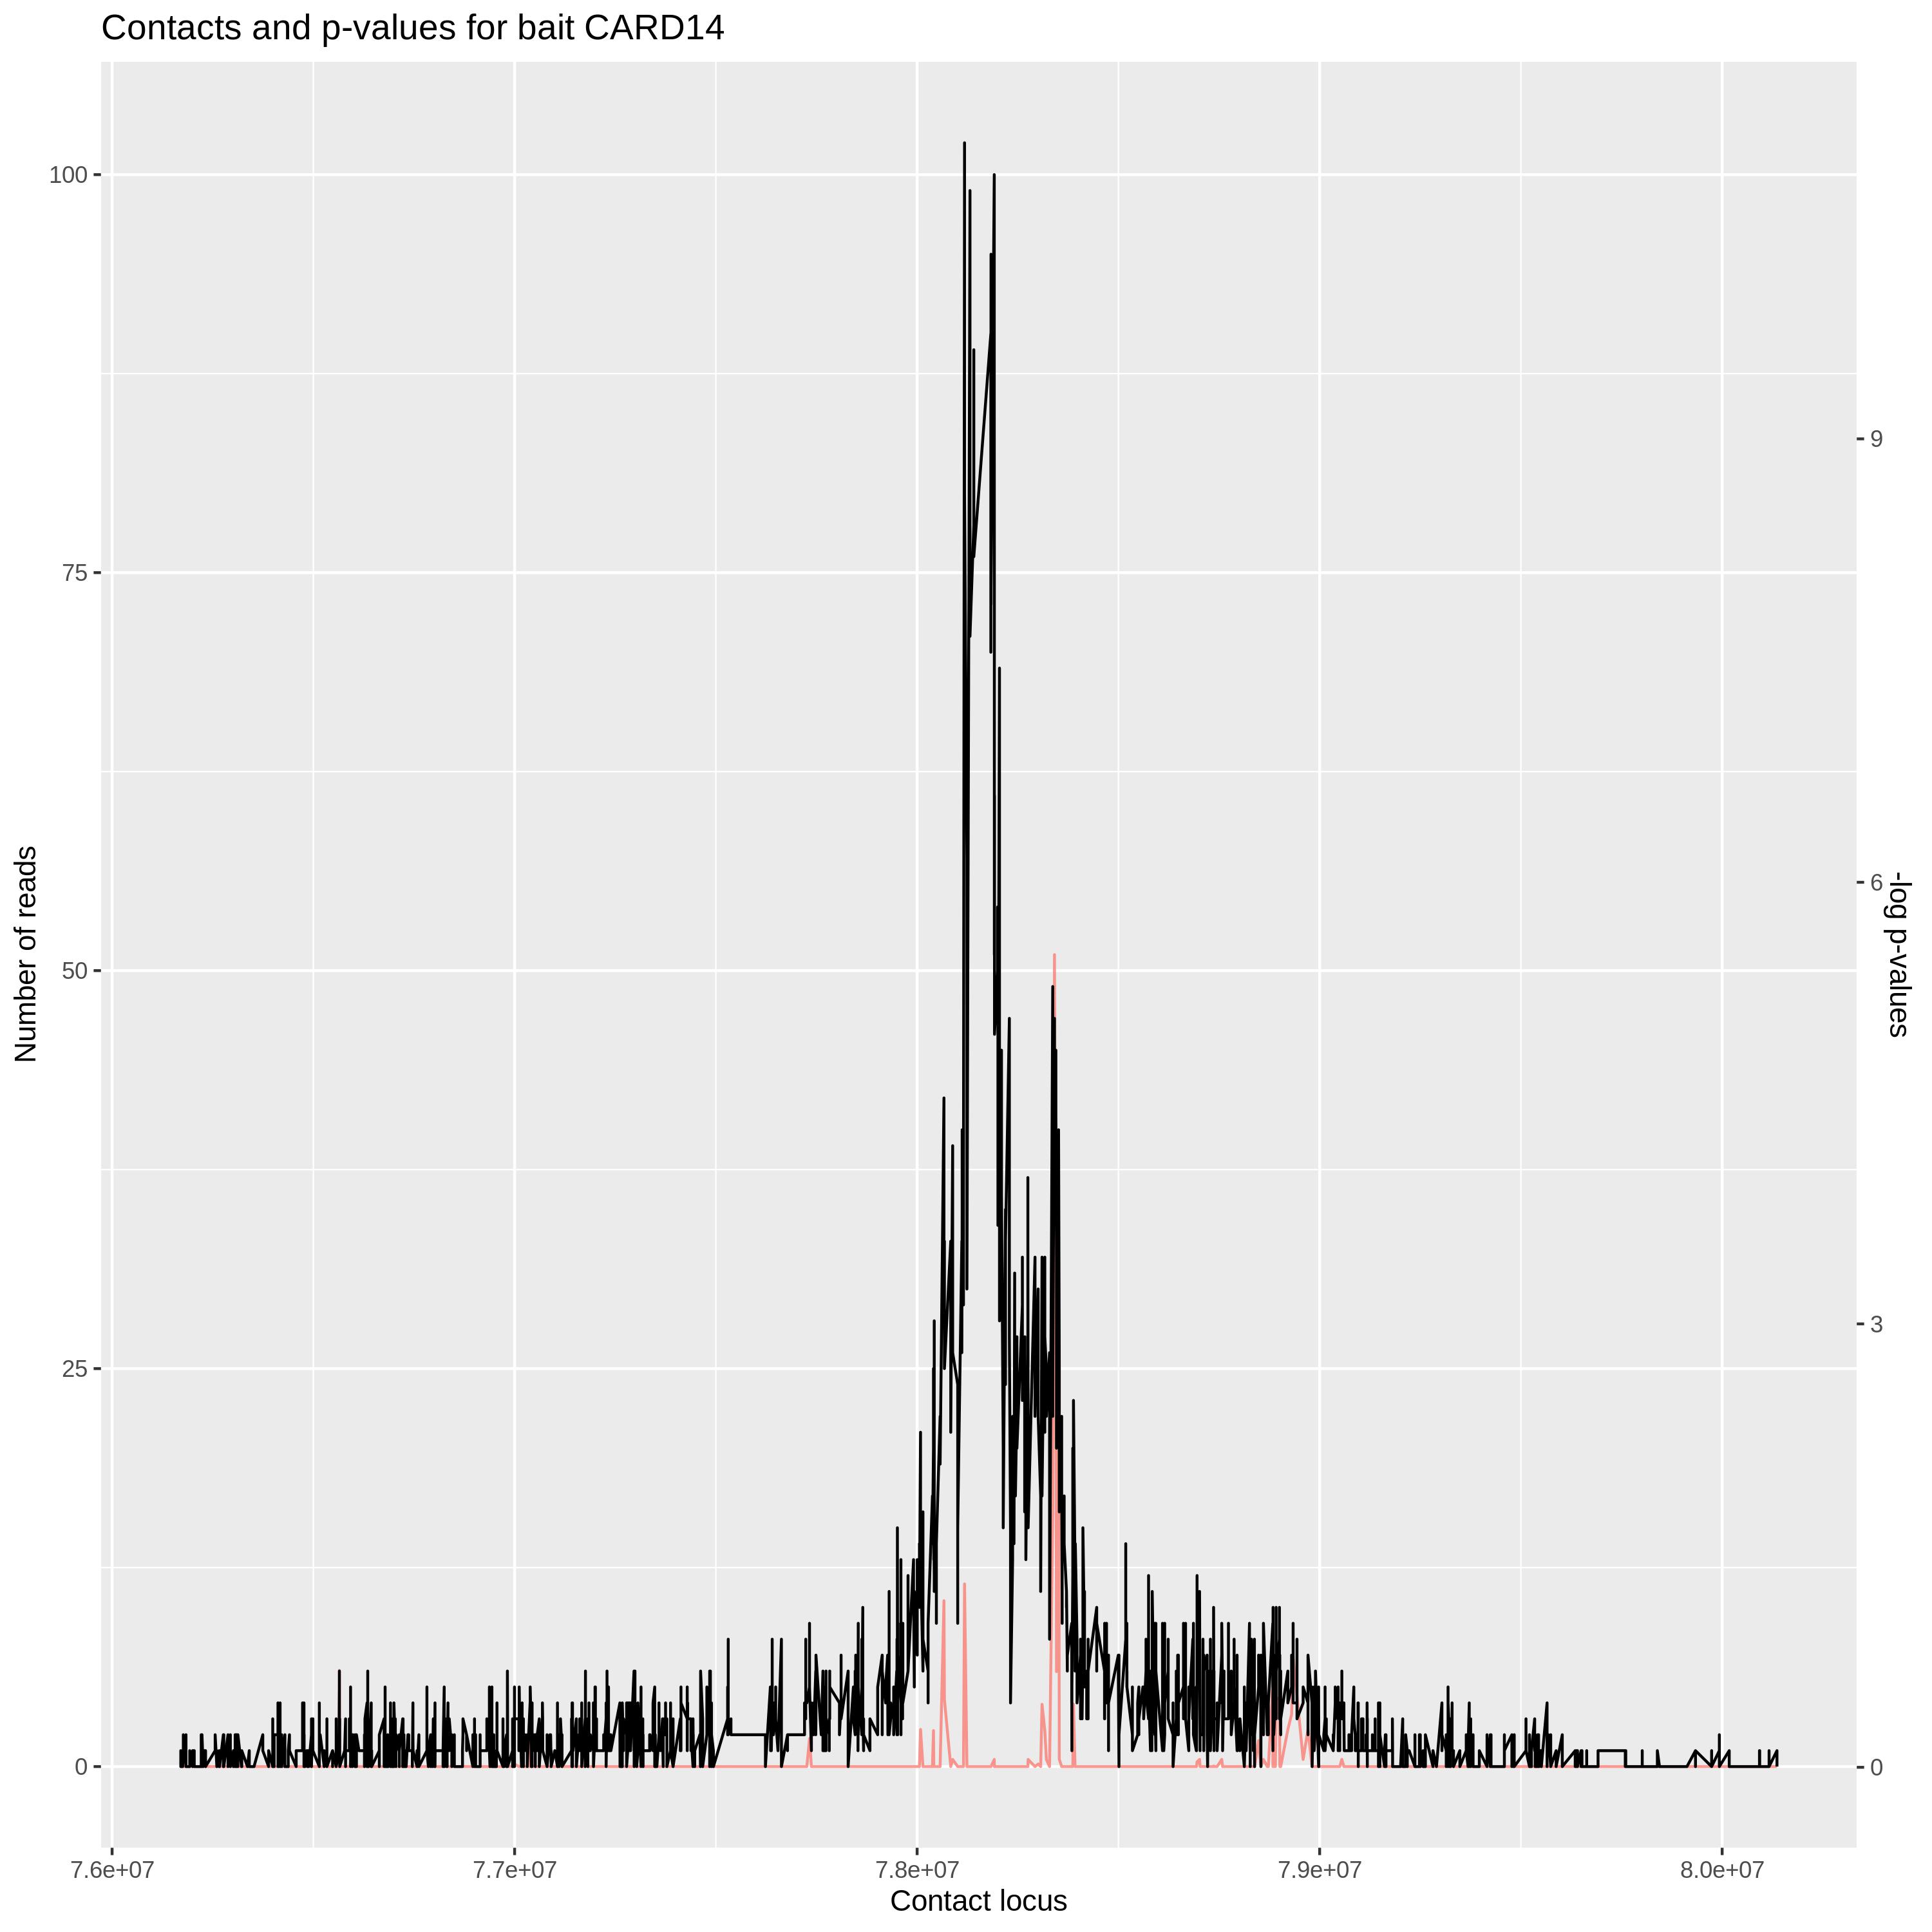 Contacts and p-values for bait CARD14
100
75
50
25
0
Number of reads
9
6
3
0
-log p-values
7.6e+07
7.7e+07
7.8e+07
7.9e+07
8.0e+07
Contact locus